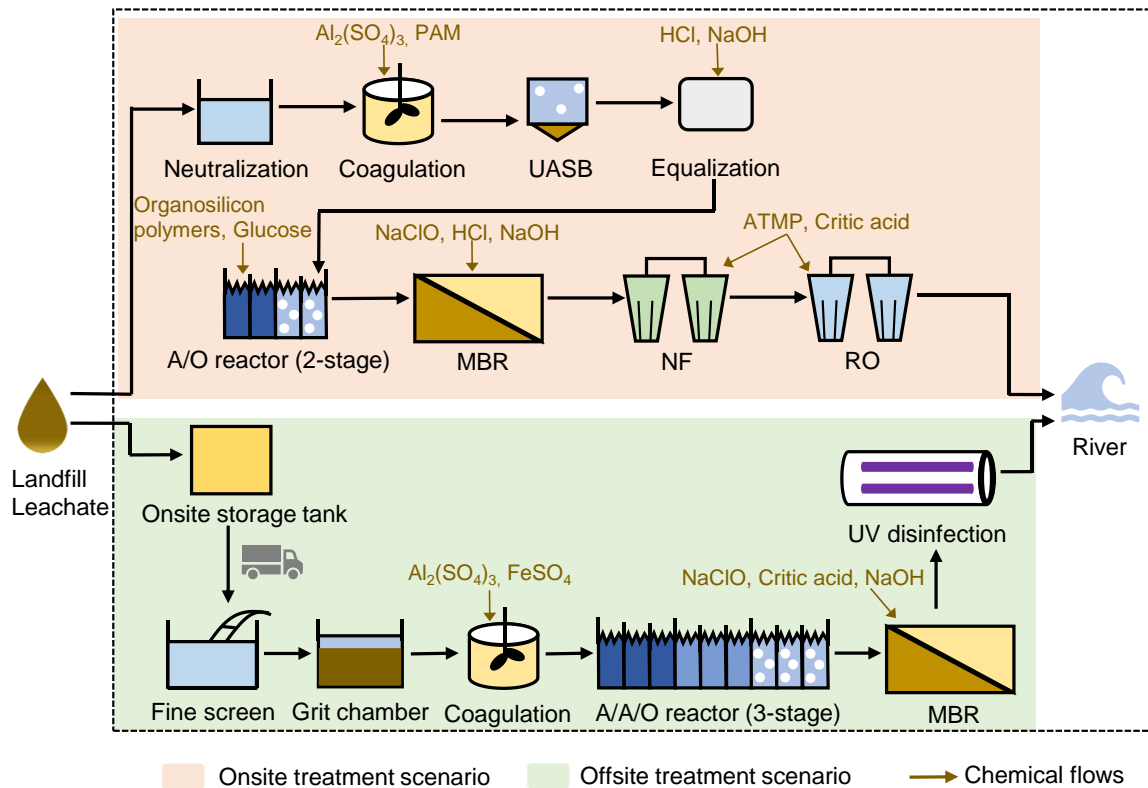 Al₂(SO₄)₃, PAM
HCl, NaOH
Neutralization
Coagulation
UASB
Equalization
Organosilicon
polymers, Glucose
NaClO, HCl, NaOH
ATMP, Critic acid
A/O reactor (2-stage)
MBR
NF
RO
Landfill
Leachate
River
Onsite storage tank
UV disinfection
Al₂(SO₄)₃, FeSO₄
NaClO, Critic acid, NaOH
Fine screen
Grit chamber
Coagulation
A/A/O reactor (3-stage)
MBR
Onsite treatment scenario
Offsite treatment scenario
Chemical flows